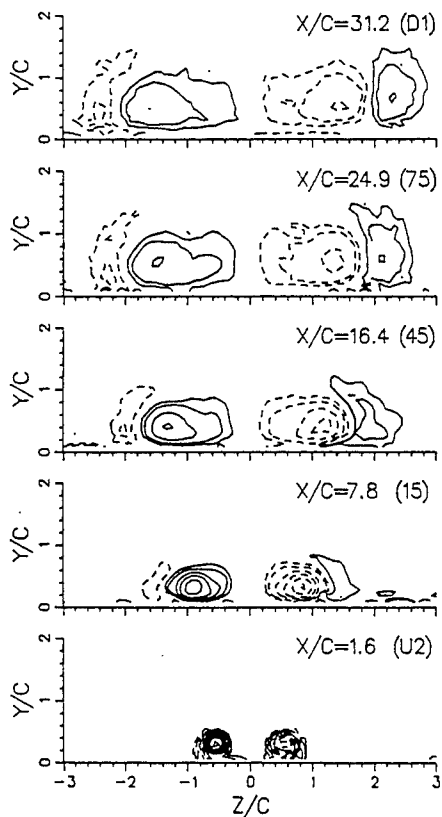 X/C=31.2 (D1)
2
Y/C
1
0
X/C=24.9 (75)
2
Y/C
1
0
X/C=16.4 (45)
2
Y/C
1
0
X/C=7.8 (15)
2
Y/C
1
0
X/C=1.6 (U2)
2
Y/C
1
0
-3 -2 -1 0 1 2 3
Z/C